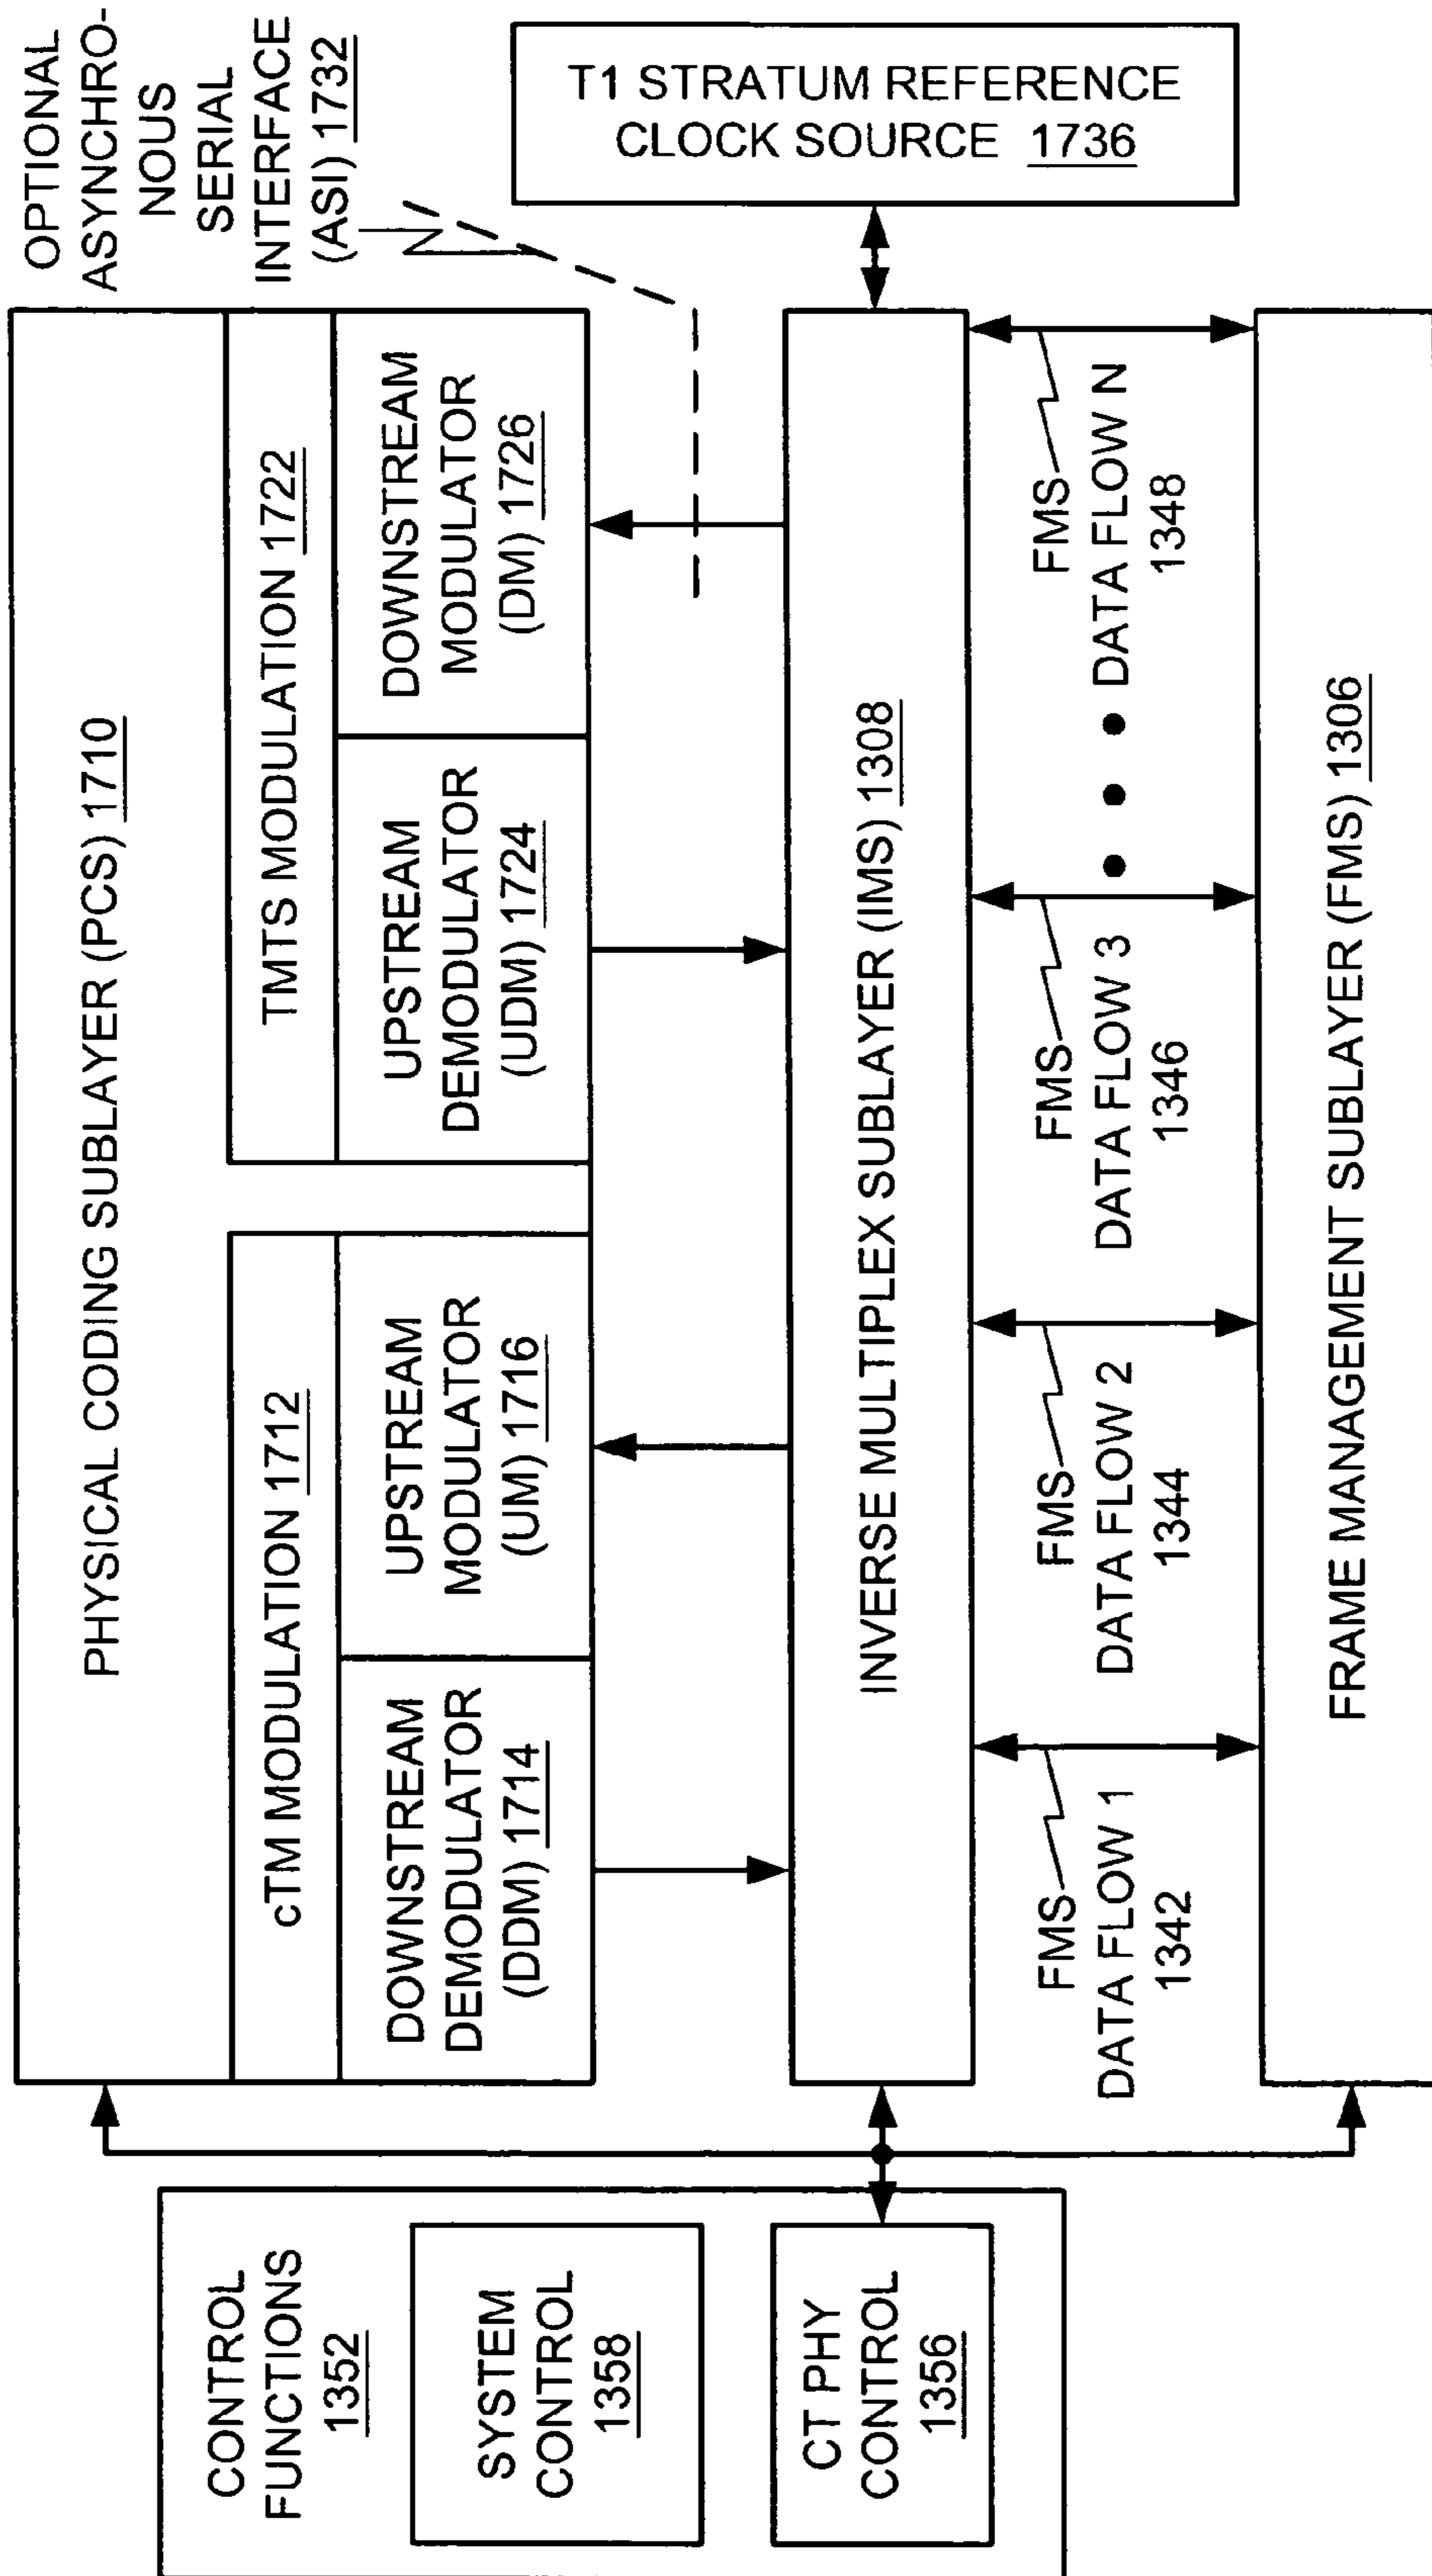 OPTIONAL
ASYNCHRO-
NOUS
SERIAL
INTERFACE
(ASI) 1732
T1 STRATUM REFERENCE
CLOCK SOURCE 1736
PHYSICAL CODING SUBLAYER (PCS) 1710
cTM MODULATION 1712
DOWNSTREAM
DEMODULATOR
(DDM) 1714
UPSTREAM
MODULATOR
(UM) 1716
TMTS MODULATION 1722
UPSTREAM
DEMODULATOR
(UDM) 1724
DOWNSTREAM
MODULATOR
(DM) 1726
INVERSE MULTIPLEX SUBLAYER (IMS) 1308
FMS
DATA FLOW 1
1342
FMS
DATA FLOW 2
1344
FMS
DATA FLOW 3
1346
FMS
DATA FLOW N
1348
FRAME MANAGEMENT SUBLAYER (FMS) 1306
CONTROL
FUNCTIONS
1352
SYSTEM
CONTROL
1358
CT PHY
CONTROL
1356